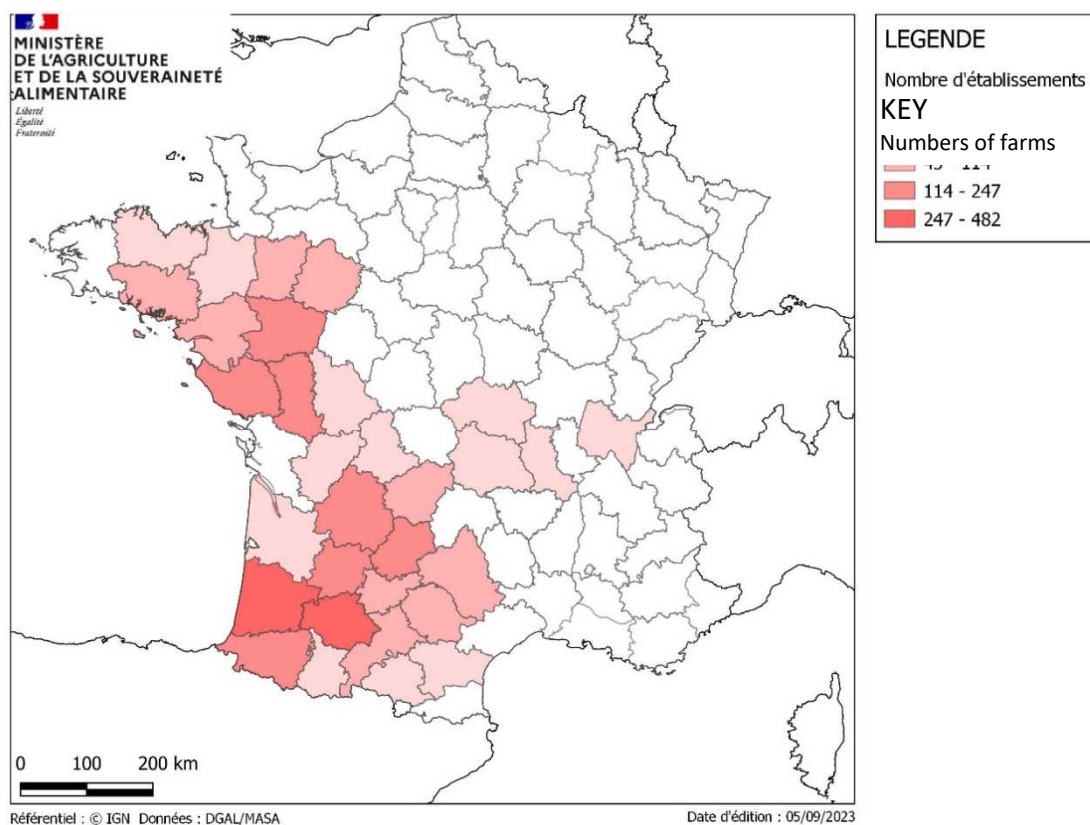 MINISTÈRE
DE L'AGRICULTURE
ET DE LA SOUVERAINETÉ
ALIMENTAIRE
Liberté
Égalité
Fraternité
LEGENDE
Nombre d'établissements
KEY
Numbers of farms
114 - 247
247 - 482
0 100 200 km
Référentiel : © IGN Données : DGAL/MASA
Date d'édition : 05/09/2023